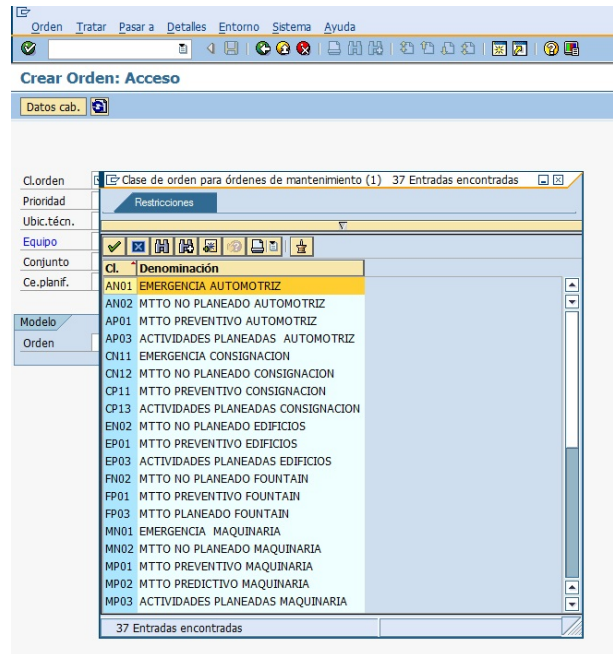 Orden Tratar Pasar a Detalles Entorno Sistema Ayuda
Crear Orden: Acceso
Datos cab.
Cl.orden
Prioridad
Ubic.técn.
Equipo
Conjunto
Ce.planif.
Modelo
Orden
Clase de orden para órdenes de mantenimiento (1) 37 Entradas encontradas
Restricciones
Cl. Denominación
AN01 EMERGENCIA AUTOMOTRIZ
AN02 MTTO NO PLANEADO AUTOMOTRIZ
AP01 MTTO PREVENTIVO AUTOMOTRIZ
AP03 ACTIVIDADES PLANEADAS AUTOMOTRIZ
CN11 EMERGENCIA CONSIGNACION
CN12 MTTO NO PLANEADO CONSIGNACION
CP11 MTTO PREVENTIVO CONSIGNACION
CP13 ACTIVIDADES PLANEADAS CONSIGNACION
EN02 MTTO NO PLANEADO EDIFICIOS
EP01 MTTO PREVENTIVO EDIFICIOS
EP03 ACTIVIDADES PLANEADAS EDIFICIOS
FN02 MTTO NO PLANEADO FOUNTAIN
FP01 MTTO PREVENTIVO FOUNTAIN
FP03 MTTO PLANEADO FOUNTAIN
MN01 EMERGENCIA MAQUINARIA
MN02 MTTO NO PLANEADO MAQUINARIA
MP01 MTTO PREVENTIVO MAQUINARIA
MP02 MTTO PREDICTIVO MAQUINARIA
MP03 ACTIVIDADES PLANEADAS MAQUINARIA
37 Entradas encontradas